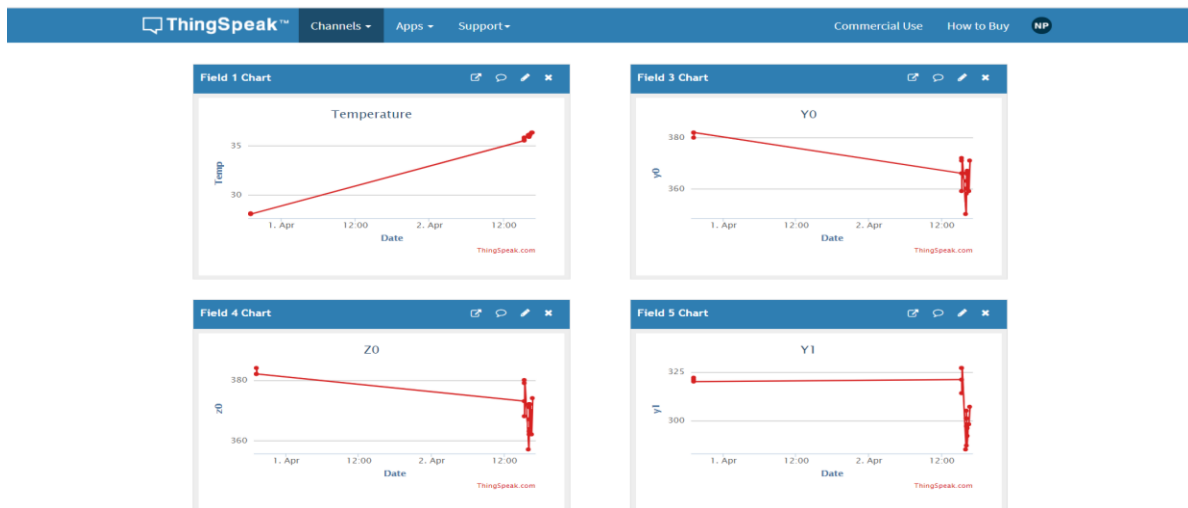 ThingSpeak™ Channels Apps Support Commercial Use How to Buy NP
Field 1 Chart
Temperature
Temp
35
30
1. Apr 12:00 2. Apr 12:00
Date
ThingSpeak.com
Field 3 Chart
Y0
y0
380
360
1. Apr 12:00 2. Apr 12:00
Date
ThingSpeak.com
Field 4 Chart
Z0
z0
380
360
1. Apr 12:00 2. Apr 12:00
Date
ThingSpeak.com
Field 5 Chart
Y1
y1
325
300
1. Apr 12:00 2. Apr 12:00
Date
ThingSpeak.com